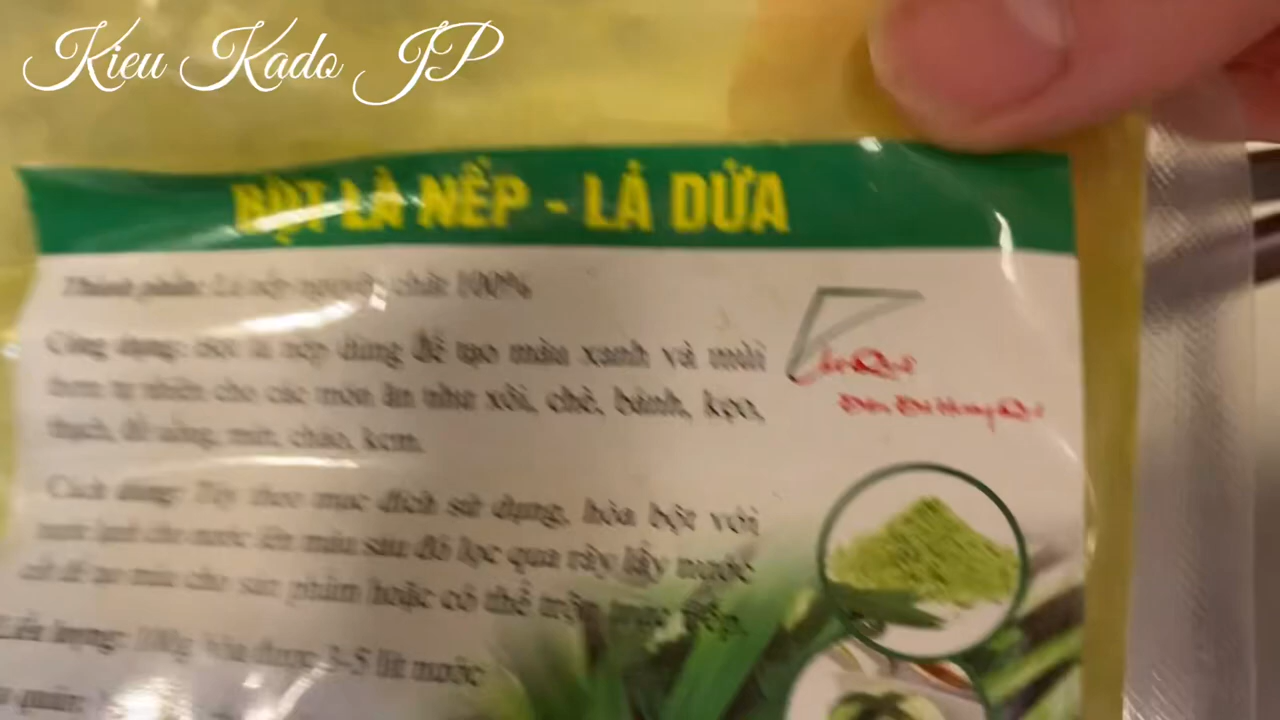 Kieu Kado JP
BỘT LÁ NẾP - LÁ DỨA
Thành phần: Lá nếp nguyên chất 100%
Công dụng: Bột lá nếp dùng để tạo màu xanh và mùi
thơm tự nhiên cho các món ăn như xôi, chè, bánh, kẹo,
thạch, đồ uống, mứt, cháo, kem.
Cách dùng: Tùy theo mục đích sử dụng, hòa bột với
nước lạnh cho nước lên màu sau đó lọc qua rây lấy nước
cốt để tạo màu cho sản phẩm hoặc có thể trộn trực tiếp.
Liều lượng: 100g hòa được 3-5 lít nước
quản: